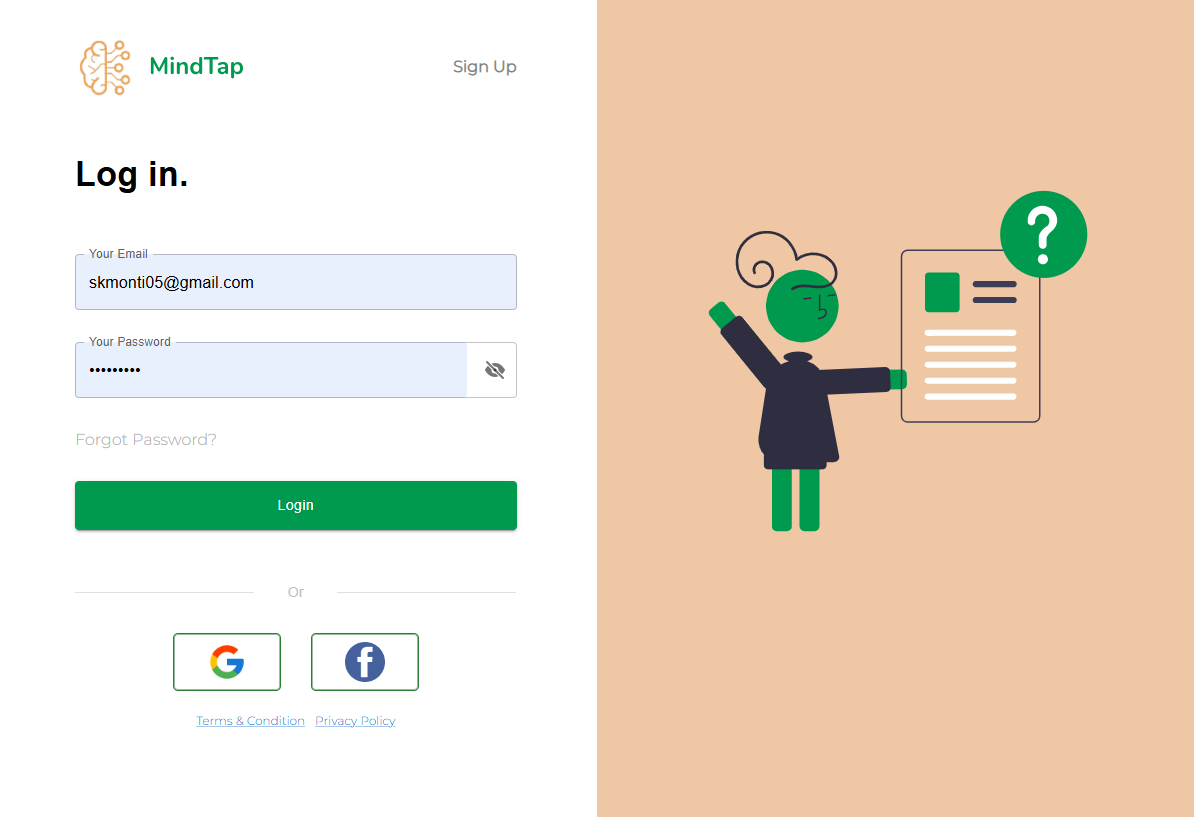 MindTap
Sign Up
Log in.
Your Email
skmonti05@gmail.com
Your Password
•••••••••
Forgot Password?
Login
Or
Terms & Condition Privacy Policy